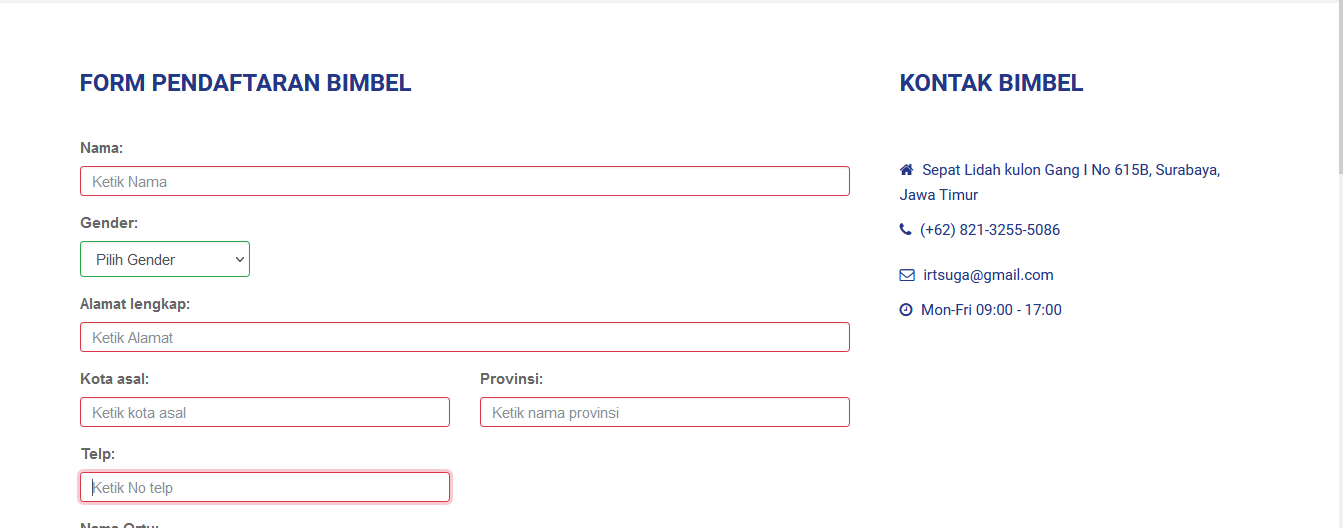 FORM PENDAFTARAN BIMBEL
Nama:
Ketik Nama
Gender:
Pilih Gender
Alamat lengkap:
Ketik Alamat
Kota asal:
Ketik kota asal
Provinsi:
Ketik nama provinsi
Telp:
Ketik No telp
Nama Ortu:
KONTAK BIMBEL
Sepat Lidah kulon Gang I No 615B, Surabaya,
Jawa Timur
(+62) 821-3255-5086
irtsuga@gmail.com
Mon-Fri 09:00 - 17:00